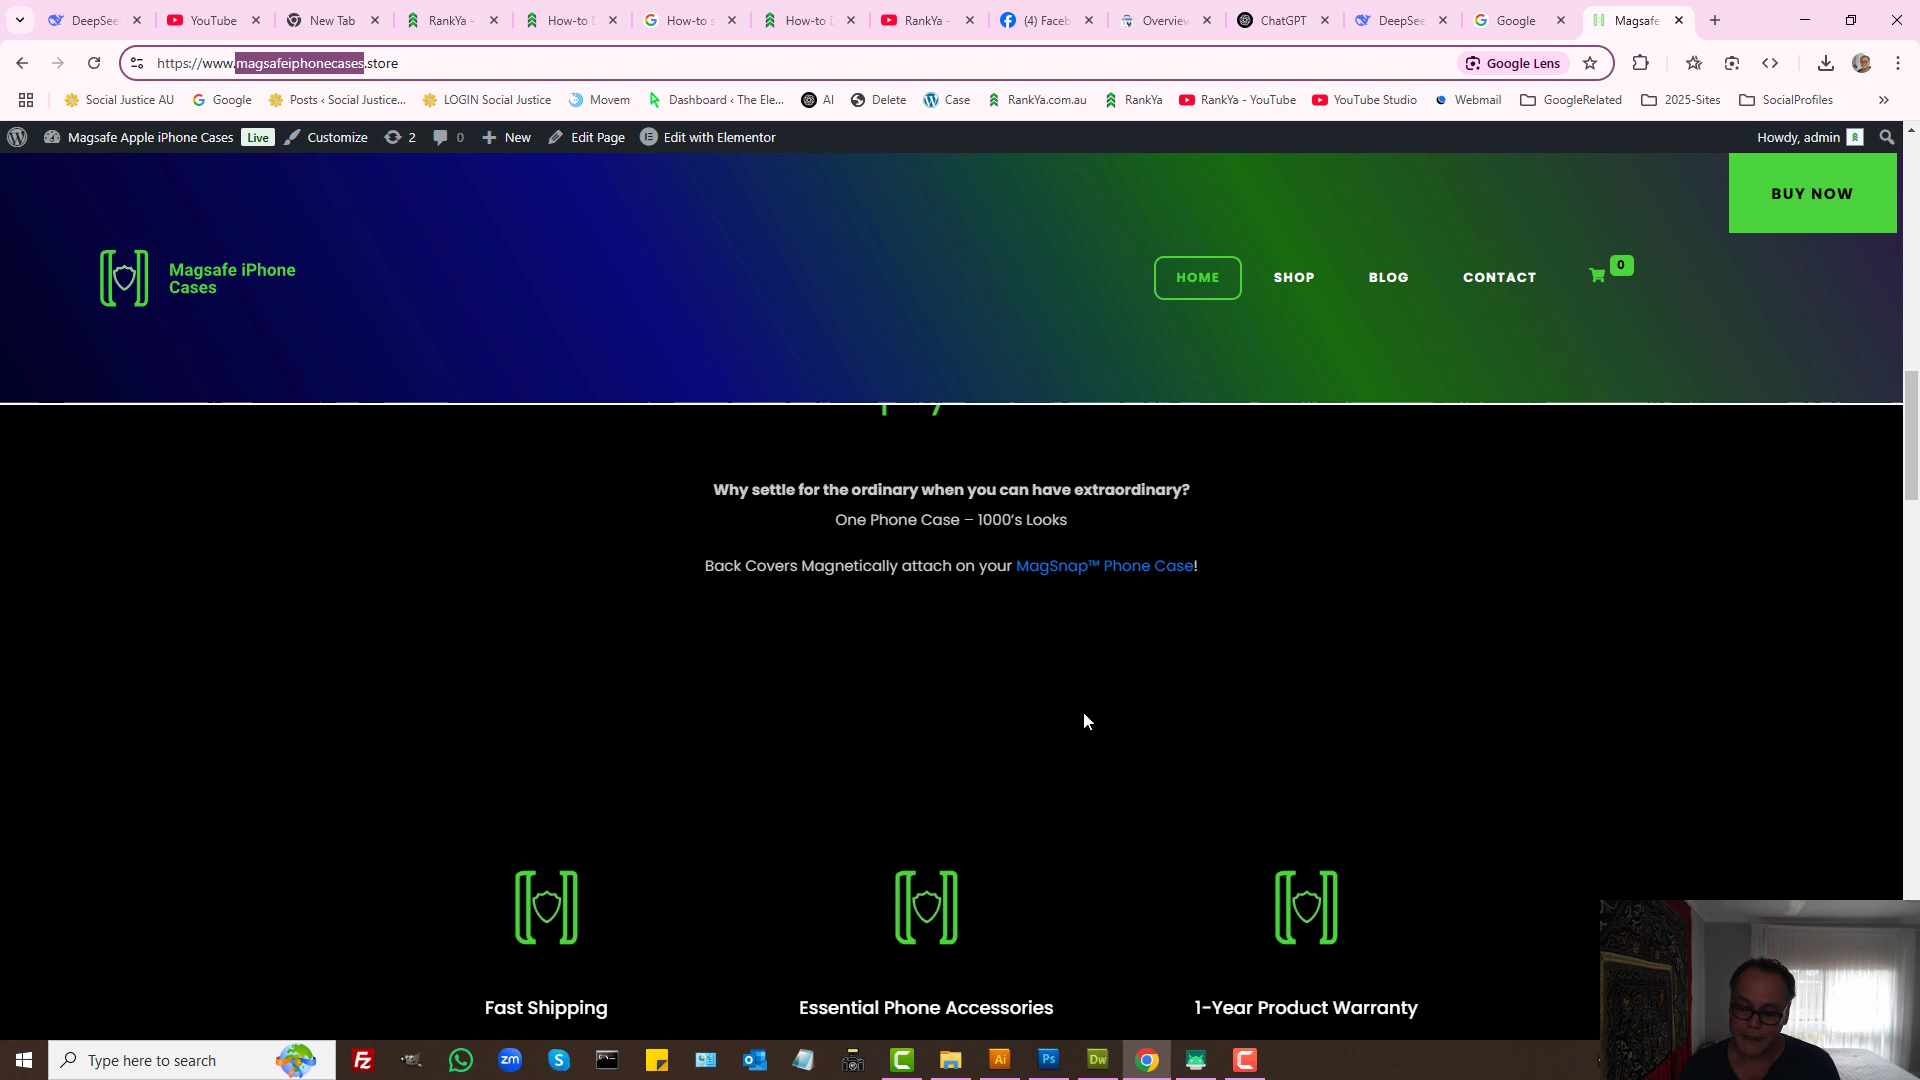 DeepSee
YouTube
New Tab
RankYa -
How-to D
How-to s
How-to D
RankYa -
(4) Faceb
Overview
ChatGPT
DeepSee
Google
Magsafe
https://www.magsafeiphonecases.store
Google Lens
Social Justice AU
Google
Posts ‹ Social Justice...
LOGIN Social Justice
Movem
Dashboard ‹ The Ele...
AI
Delete
Case
RankYa.com.au
RankYa
RankYa - YouTube
YouTube Studio
Webmail
GoogleRelated
2025-Sites
SocialProfiles
»
Magsafe Apple iPhone Cases
Live
Customize
2
0
New
Edit Page
Edit with Elementor
Howdy, admin
BUY NOW
Magsafe iPhone
Cases
HOME
SHOP
BLOG
CONTACT
0
Why settle for the ordinary when you can have extraordinary?
One Phone Case – 1000's Looks
Back Covers Magnetically attach on your MagSnap™ Phone Case!
Fast Shipping
Essential Phone Accessories
1-Year Product Warranty
Type here to search
Fz
zm
S
C
Ai
Ps
Dw
C